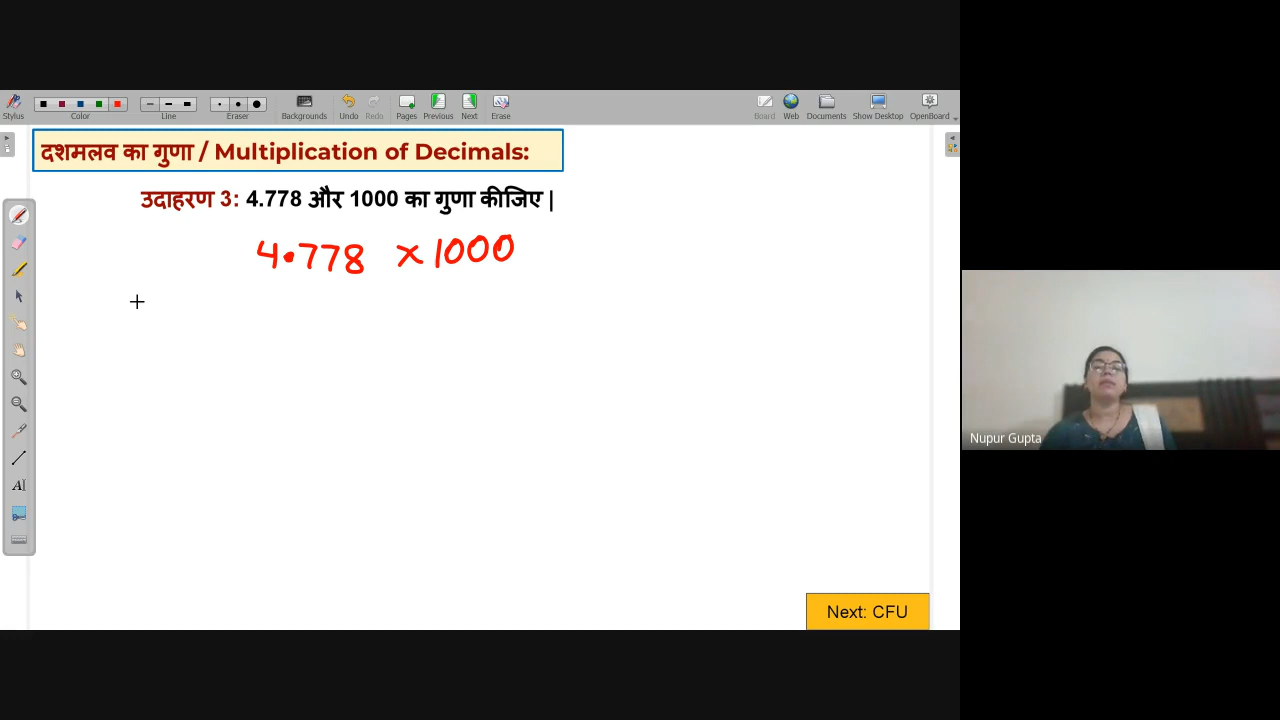 Stylus
Color
Line
Eraser
Backgrounds
Undo
Redo
Pages
Previous
Next
Erase
Board
Web
Documents
Show Desktop
OpenBoard
दशमलव का गुणा / Multiplication of Decimals:
उदाहरण 3: 4.778 और 1000 का गुणा कीजिए |
4.778 × 1000
Nupur Gupta
Next: CFU